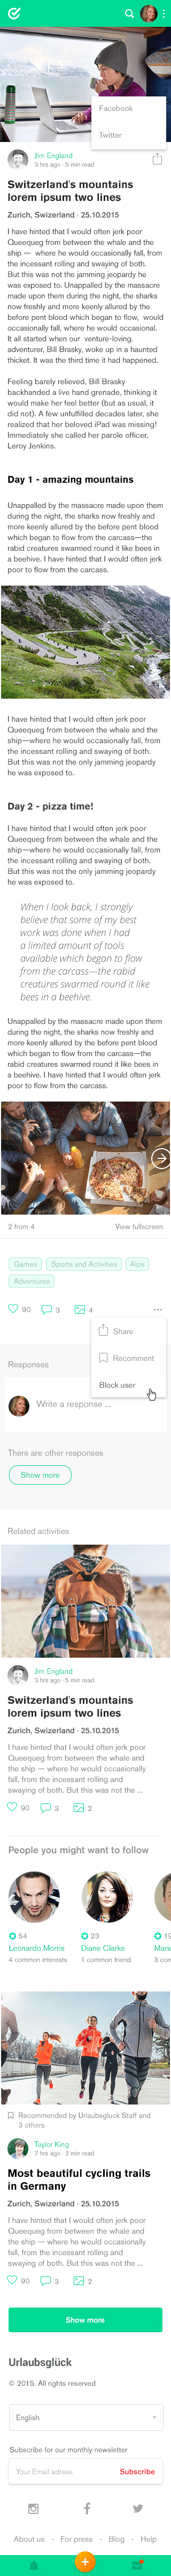 Facebook
Twitter
Jim England
3 hrs ago · 5 min read
Switzerland's mountains
lorem ipsum two lines
Zurich, Swizerland · 25.10.2015
I have hinted that I would often jerk poor
Queequeg from between the whale and the
ship — where he would occasionally fall, from
the incessant rolling and swaying of both.
But this was not the jamming jeopardy he
was exposed to. Unappalled by the massacre
made upon them during the night, the sharks
now freshly and more keenly allured by the
before pent blood which began to flow, would
occasionally fall, where he would occasional.
It all started when our venture-loving.
adventurer, Bill Brasky, woke up in a haunted
thicket. It was the third time it had happened.
Feeling barely relieved, Bill Brasky
backhanded a live hard grenade, thinking it
would make her feel better (but as usual, it
did not). A few unfulfilled decades later, she
realized that her beloved iPad was missing!
Immediately she called her parole officer,
Leroy Jenkins.
Day 1 - amazing mountains
Unappalled by the massacre made upon them
during the night, the sharks now freshly and
more keenly allured by the before pent blood
which began to flow from the carcass—the
rabid creatures swarmed round it like bees in
a beehive. I have hinted that I would often jerk
poor to flow from the carcass.
I have hinted that I would often jerk poor
Queequeg from between the whale and the
ship—where he would occasionally fall, from
the incessant rolling and swaying of both.
But this was not the only jamming jeopardy
he was exposed to.
Day 2 - pizza time!
I have hinted that I would often jerk poor
Queequeg from between the whale and the
ship—where he would occasionally fall, from
the incessant rolling and swaying of both.
But this was not the only jamming jeopardy
he was exposed to.
When I look back, I strongly
believe that some of my best
work was done when I had
a limited amount of tools
available which began to flow
from the carcass—the rabid
creatures swarmed round it like
bees in a beehive.
Unappalled by the massacre made upon them
during the night, the sharks now freshly and
more keenly allured by the before pent blood
which began to flow from the carcass—the
rabid creatures swarmed round it like bees in
a beehive. I have hinted that I would often jerk
poor to flow from the carcass.
2 from 4
View fullscreen
Games
Sports and Activities
Alps
Adventures
90
3
4
Share
Recomment
Block user
Responses
Write a response ...
There are other responses
Show more
Related activities
Jim England
3 hrs ago · 5 min read
Switzerland's mountains
lorem ipsum two lines
Zurich, Swizerland · 25.10.2015
I have hinted that I would often jerk poor
Queequeg from between the whale and
the ship — where he would occasionally
fall, from the incessant rolling and
swaying of both. But this was not the ...
90
3
2
People you might want to follow
54
23
19
Leonardo Morris
Diane Clarke
Marie
4 common interests
1 common friend
3 com
Recommended by Urlaubsgluck Staff and
3 others
Taylor King
7 hrs ago · 2 min read
Most beautiful cycling trails
in Germany
Zurich, Swizerland · 25.10.2015
I have hinted that I would often jerk poor
Queequeg from between the whale and
the ship — where he would occasionally
fall, from the incessant rolling and
swaying of both. But this was not the ...
90
3
2
Show more
Urlaubsglück
© 2015. All rights reserved
English
Subscribe for our monthly newsletter
Your Email adress
Subscribe
About us · For press · Blog · Help